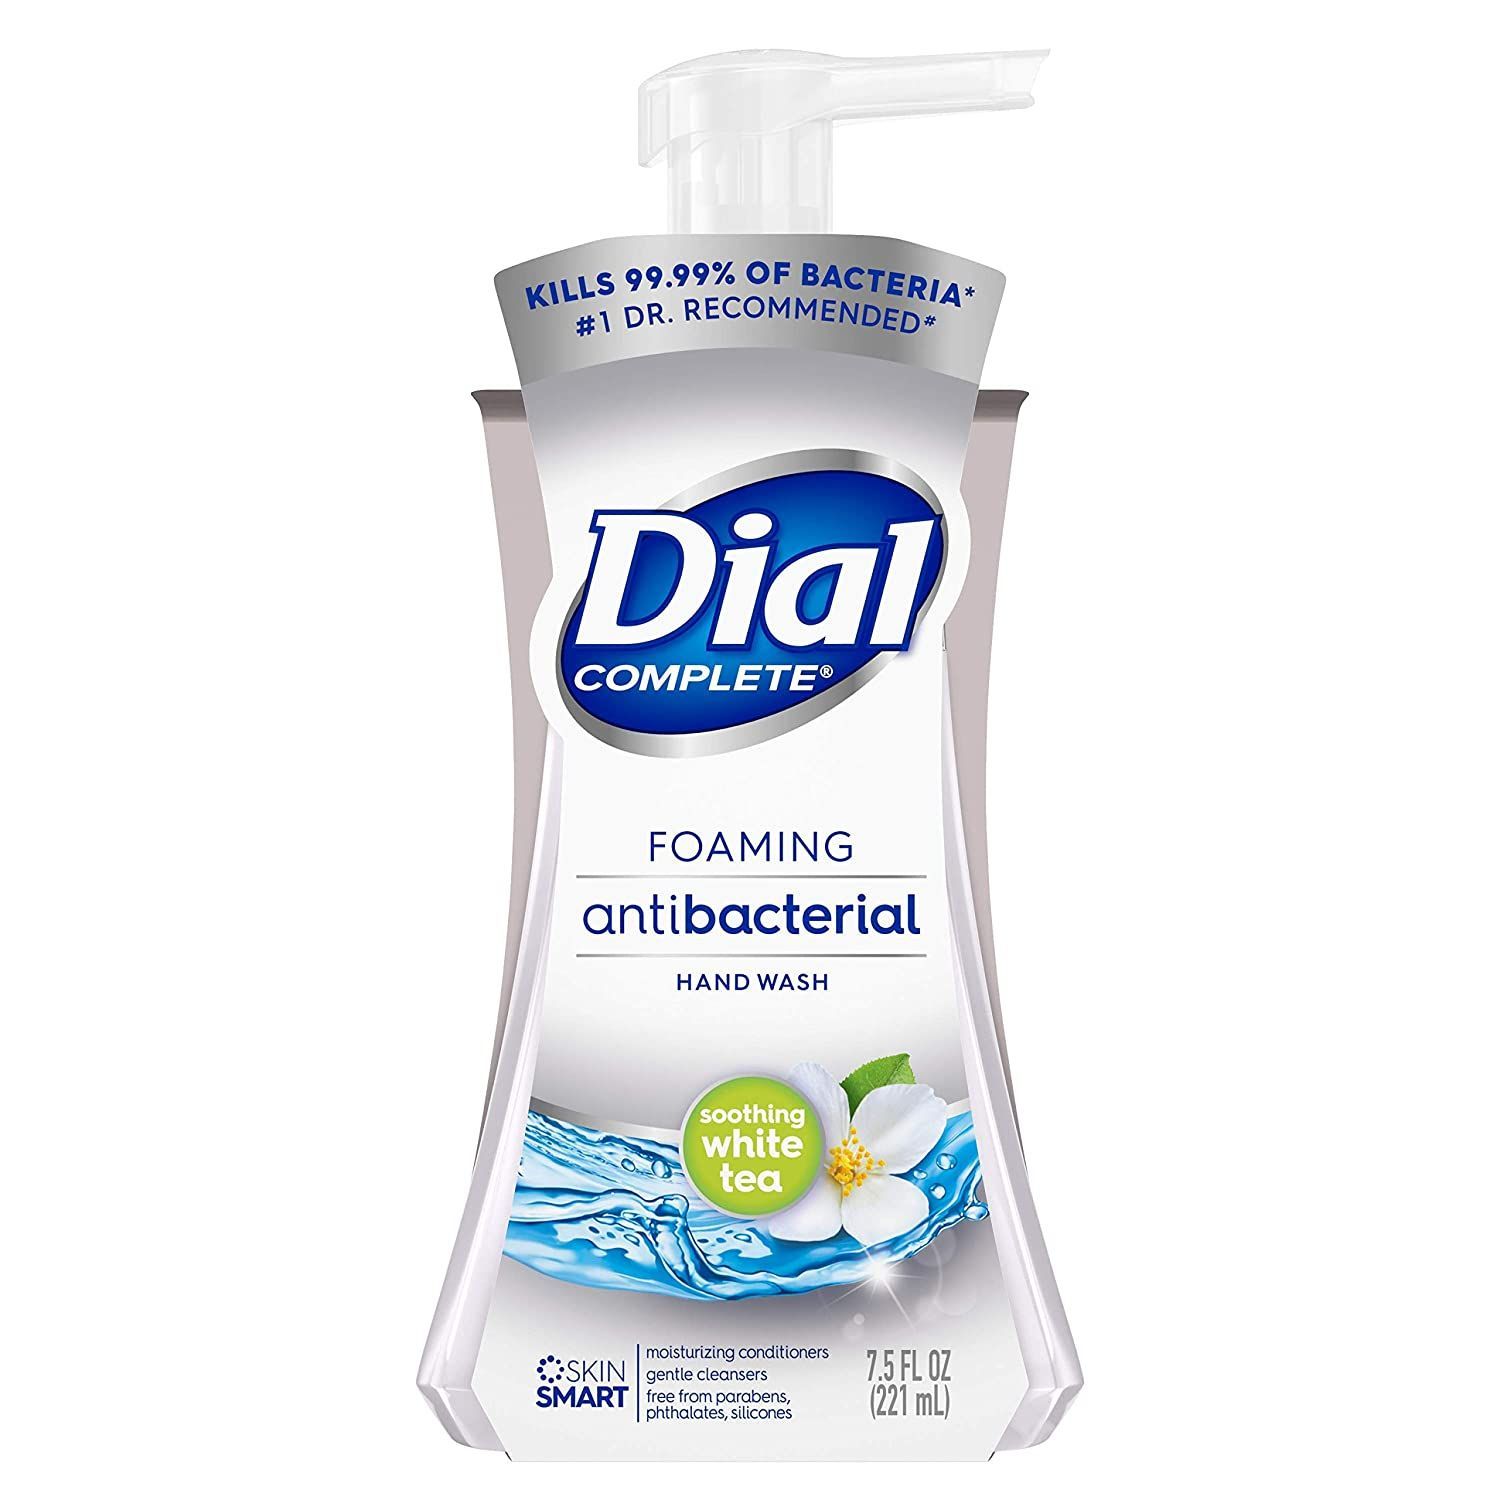 KILLS 99.99% OF BACTERIA*
#1 DR. RECOMMENDED#
Dial
COMPLETE®
FOAMING
antibacterial
HAND WASH
soothing
white
tea
SKIN
SMART
moisturizing conditioners
gentle cleansers
free from parabens,
phthalates, silicones
7.5 FL OZ
(221 mL)